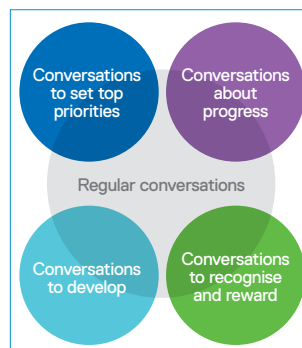 Conversations
to set top
priorities
Conversations
about
progress
Regular conversations
Conversations
to develop
Conversations
to recognise
and reward